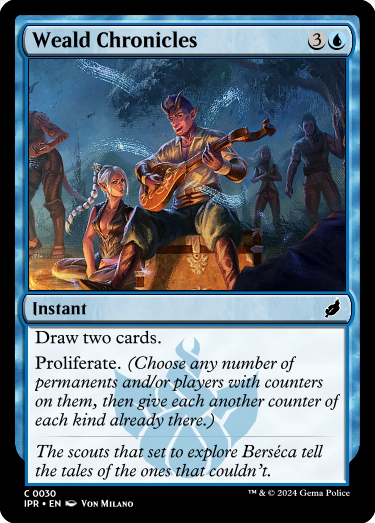 Weald Chronicles 3
Instant
Draw two cards.
Proliferate. (Choose any number of
permanents and/or players with counters
on them, then give each another counter of
each kind already there.)
The scouts that set to explore Berséca tell
the tales of the ones that couldn't.
C 0030
IPR • EN Von Milano
™ & © 2024 Gema Police